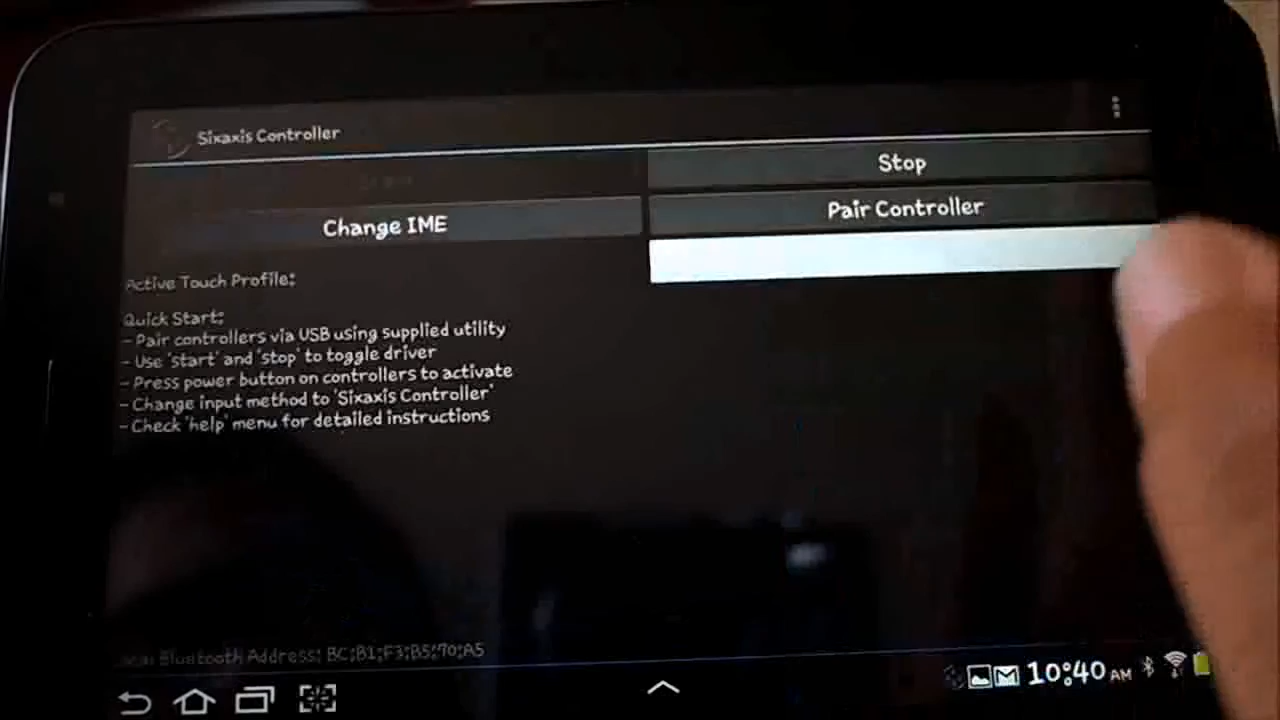 Sixaxis Controller
Stop
Change IME
Pair Controller
Active Touch Profile:
Quick Start:
- Pair controllers via USB using supplied utility
- Use 'start' and 'stop' to toggle driver
- Press power button on controllers to activate
- Change input method to 'Sixaxis Controller'
- Check 'help' menu for detailed instructions
Bluetooth Address: BC:B1:F3:B5:70:A5
10:40 AM